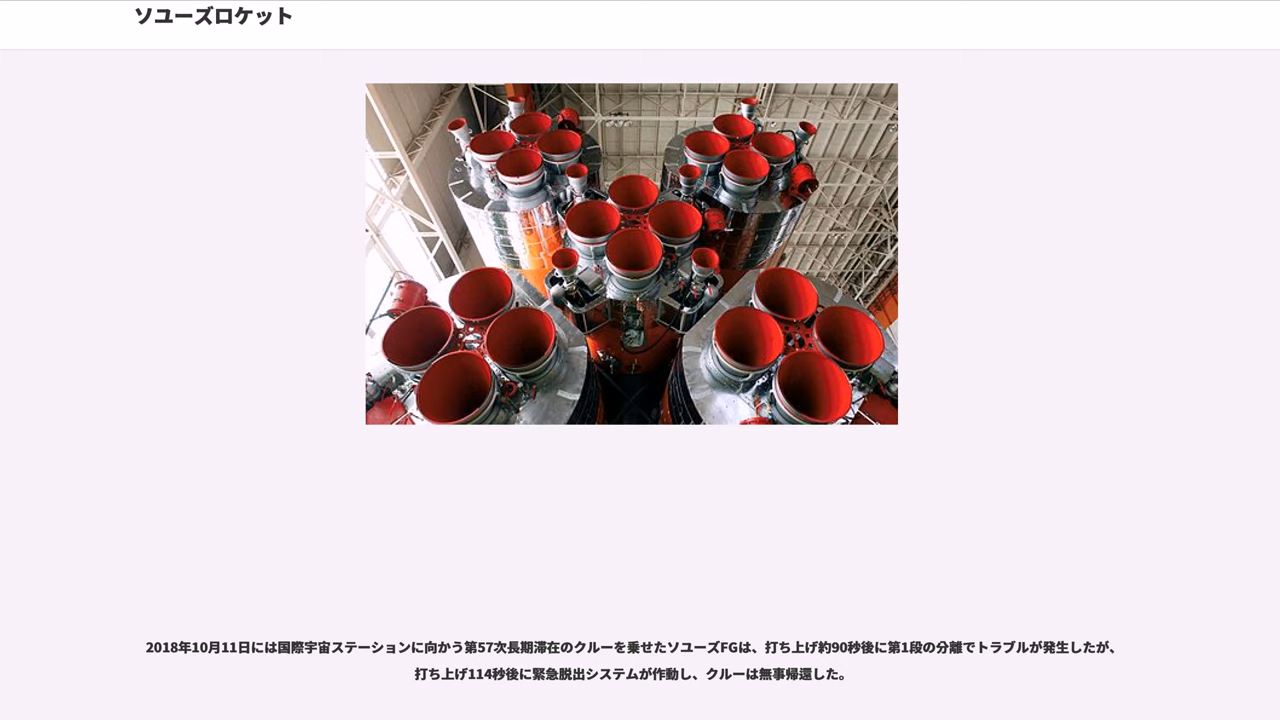 ソユーズロケット
2018年10月11日には国際宇宙ステーションに向かう第57次長期滞在のクルーを乗せたソユーズFGは、打ち上げ約90秒後に第1段の分離でトラブルが発生したが、
打ち上げ114秒後に緊急脱出システムが作動し、クルーは無事帰還した。